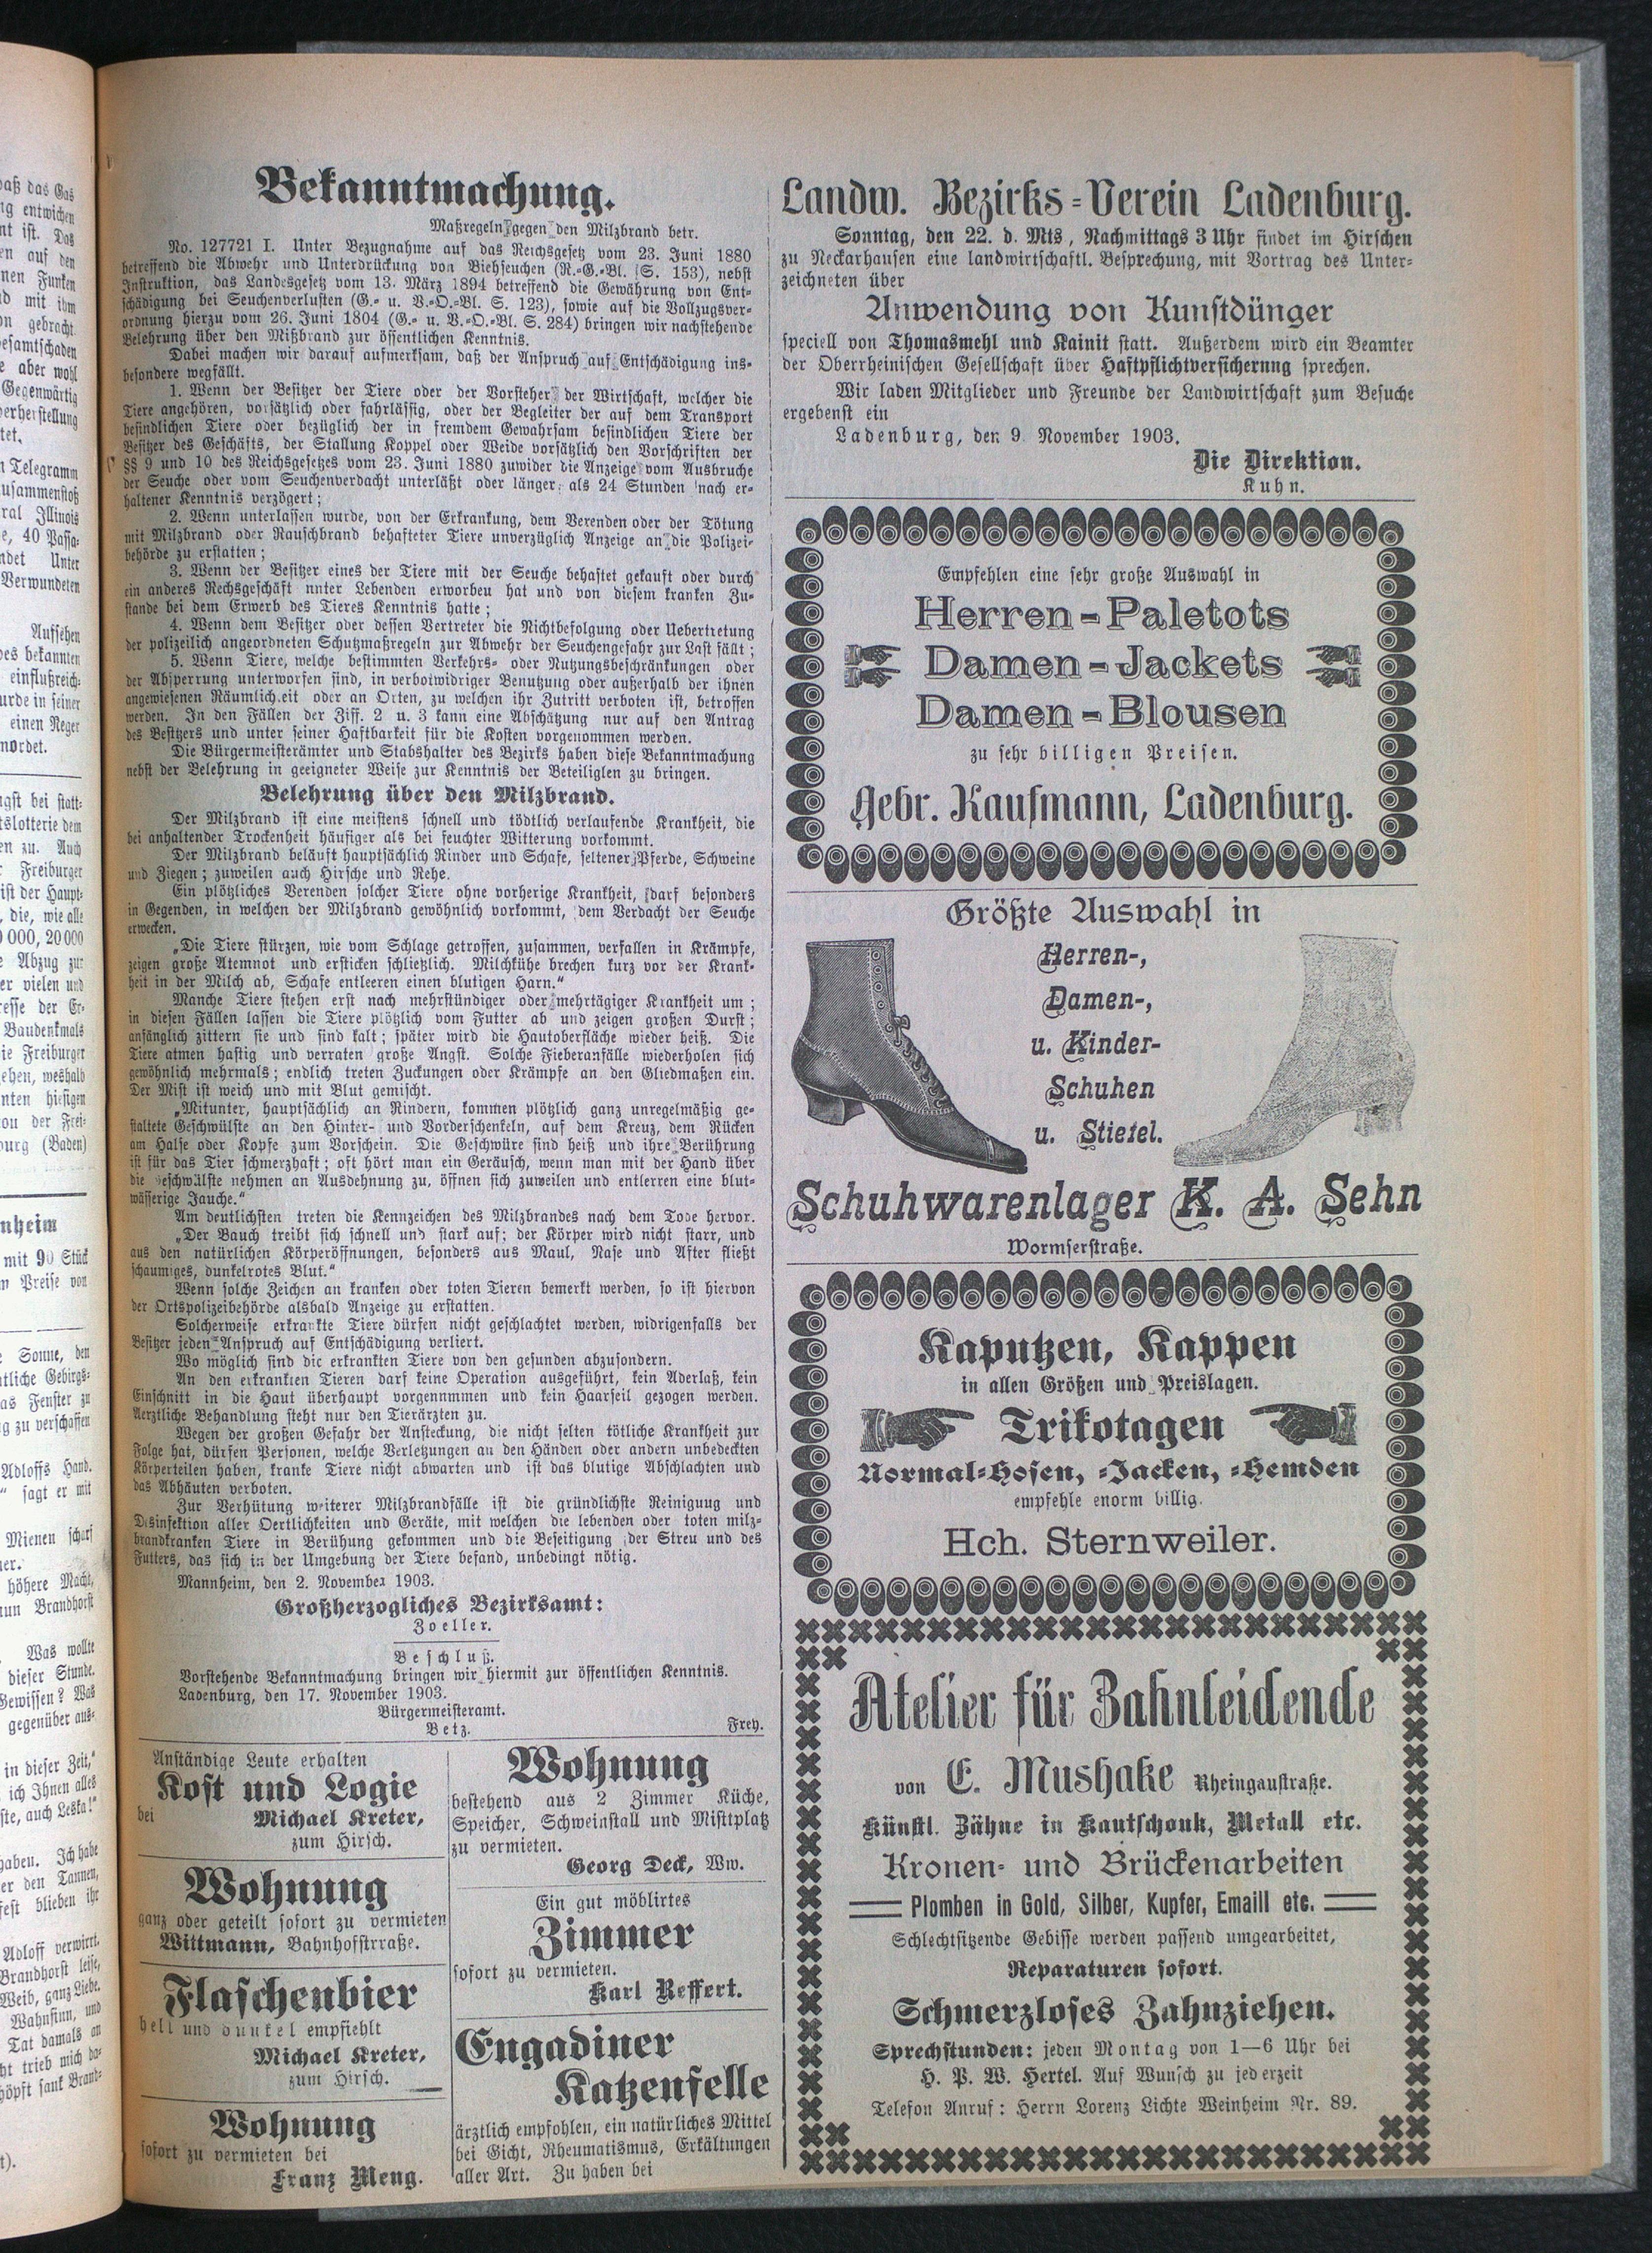 Bekanntmachung.
Maßregeln gegen den Milzbrand betr.
No. 127721 I. Unter Bezugnahme auf das Reichsgesetz vom 23. Juni 1880
betreffend die Abwehr und Unterdrückung von Viehseuchen (R.-G.-Bl. S. 153), nebst
Instruktion, das Landesgesetz vom 13. März 1894 betreffend die Gewährung von Ent-
schädigung bei Seuchenverlusten (G.- u. V.-O.-Bl. S. 123), sowie auf die Vollzugsver-
ordnung hierzu vom 26. Juni 1804 (G.- u. V.-O.-Bl. S. 284) bringen wir nachstehende
Belehrung über den Mißbrand zur öffentlichen Kenntnis.
Dabei machen wir darauf aufmerksam, daß der Anspruch auf Entschädigung ins-
besondere wegfällt.
1. Wenn der Besitzer der Tiere oder der Vorsteher der Wirtschaft, welcher die
Tiere angehören, vorsätzlich oder fahrlässig, oder der Begleiter der auf dem Transport
befindlichen Tiere oder bezüglich der in fremdem Gewahrsam befindlichen Tiere der
Besitzer des Geschäfts, der Stallung Koppel oder Weide vorsätzlich den Vorschriften der
§§ 9 und 10 des Reichsgesetzes vom 23. Juni 1880 zuwider die Anzeige vom Ausbruche
der Seuche oder vom Seuchenverdacht unterläßt oder länger als 24 Stunden nach er-
haltener Kenntnis verzögert;
2. Wenn unterlassen wurde, von der Erkrankung, dem Verenden oder der Tötung
mit Milzbrand oder Rauschbrand behafteter Tiere unverzüglich Anzeige an die Polizei-
behörde zu erstatten;
3. Wenn der Besitzer eines der Tiere mit der Seuche behaftet gekauft oder durch
ein anderes Rechsgeschäft nnter Lebenden erworbeu hat und von diesem kranken Zu-
stande bei dem Erwerb des Tieres Kenntnis hatte;
4. Wenn dem Besitzer oder dessen Vertreter die Nichtbefolgung oder Uebertretung
der polizeilich angeordneten Schutzmaßregeln zur Abwehr der Seuchengefahr zur Last fällt;
5. Wenn Tiere, welche bestimmten Verkehrs- oder Nutzungsbeschränkungen oder
der Absperrung unterworfen sind, in verbotwidriger Benutzung oder außerhalb der ihnen
angewiesenen Räumlich.eit oder an Orten, zu welchen ihr Zutritt verboten ist, betroffen
werden. In den Fällen der Ziff. 2 u. 3 kann eine Abschätzung nur auf den Antrag
des Besitzers und unter seiner Haftbarkeit für die Kosten vorgenommen werden.
Die Bürgermeisterämter und Stabshalter des Bezirks haben diese Bekanntmachung
nebst der Belehrung in geeigneter Weise zur Kenntnis der Beteiliglen zu bringen.
Belehrung über den Milzbrand.
Der Milzbrand ist eine meistens schnell und tödtlich verlaufende Krankheit, die
bei anhaltender Trockenheit häufiger als bei feuchter Witterung vorkommt.
Der Milzbrand beläuft hauptsächlich Rinder und Schafe, seltener Pferde, Schweine
und Ziegen; zuweilen auch Hirsche und Rehe.
Ein plötzliches Verenden solcher Tiere ohne vorherige Krankheit, darf besonders
in Gegenden, in welchen der Milzbrand gewöhnlich vorkommt, dem Verdacht der Seuche
erwecken.
„Die Tiere stürzen, wie vom Schlage getroffen, zusammen, verfallen in Krämpfe,
zeigen große Atemnot und ersticken schließlich. Milchkühe brechen kurz vor der Krank-
heit in der Milch ab, Schafe entleeren einen blutigen Harn.“
Manche Tiere stehen erst nach mehrstündiger oder mehrtägiger Krankheit um;
in diesen Fällen lassen die Tiere plötzlich vom Futter ab und zeigen großen Durst;
anfänglich zittern sie und sind kalt; später wird die Hautoberfläche wieder heiß. Die
Tiere atmen hastig und verraten große Angst. Solche Fieberanfälle wiederholen sich
gewöhnlich mehrmals; endlich treten Zuckungen oder Krämpfe an den Gliedmaßen ein.
Der Mist ist weich und mit Blut gemischt.
„Mitunter, hauptsächlich an Rindern, kommen plötzlich ganz unregelmäßig ge-
staltete Geschwülste an den Hinter- und Vorderschenkeln, auf dem Kreuz, dem Rücken
am Halse oder Kopfe zum Vorschein. Die Geschwüre sind heiß und ihre Berührung
ist für das Tier schmerzhaft; oft hört man ein Geräusch, wenn man mit der Hand über
die Geschwülste nehmen an Ausdehnung zu, öffnen sich zuweilen und entlerren eine blut-
wässerige Jauche.“
Am deutlichsten treten die Kennzeichen des Milzbrandes nach dem Tode hervor.
„Der Bauch treibt sich schnell und stark auf; der Körper wird nicht starr, und
aus den natürlichen Körperöffnungen, besonders aus Maul, Nase und After fließt
schaumiges, dunkelrotes Blut.“
Wenn solche Zeichen an kranken oder toten Tieren bemerkt werden, so ist hiervon
der Ortspolizeibehörde alsbald Anzeige zu erstatten.
Solcherweise erkrankte Tiere dürfen nicht geschlachtet werden, widrigenfalls der
Besitzer jeden Anspruch auf Entschädigung verliert.
Wo möglich sind die erkrankten Tiere von den gesunden abzusondern.
An den erkrankten Tieren darf keine Operation ausgeführt, kein Aderlaß, kein
Einschnitt in die Haut überhaupt vorgennmmen und kein Haarseil gezogen werden.
Aerztliche Behandlung steht nur den Tierärzten zu.
Wegen der großen Gefahr der Ansteckung, die nicht selten tötliche Krankheit zur
Folge hat, dürfen Personen, welche Verletzungen an den Händen oder andern unbedeckten
Körperteilen haben, kranke Tiere nicht abwarten und ist das blutige Abschlachten und
das Abhäuten verboten.
Zur Verhütung weiterer Milzbrandfälle ist die gründlichste Reiniguug und
Disinfektion aller Oertlichkeiten und Geräte, mit welchen die lebenden oder toten milz-
brandkranken Tiere in Berühung gekommen und die Beseitigung der Streu und des
Futters, das sich in der Umgebung der Tiere befand, unbedingt nötig.
Mannheim, den 2. November 1903.
Großherzogliches Bezirksamt:
Zoeller.
Beschluß.
Vorstehende Bekanntmachung bringen wir hiermit zur öffentlichen Kenntnis.
Ladenburg, den 17. November 1903.
Bürgermeisteramt.
Betz. Frey.
Anständige Leute erhalten
Kost und Logie
bei Michael Kreter,
zum Hirsch.
Wohnung
ganz oder geteilt sofort zu vermieten
Wittmann, Bahnhofstrraße.
Flaschenbier
hell und dunkel empfiehlt
Michael Kreter,
zum Hirsch.
Wohnung
sofort zu vermieten bei
Franz Meng.
Wohnung
bestehend aus 2 Zimmer Küche,
Speicher, Schweinstall und Misttplatz
zu vermieten.
Georg Deck, Ww.
Ein gut möblirtes
Zimmer
sofort zu vermieten.
Karl Reffert.
Engadiner
Katzenfelle
ärztlich empfohlen, ein natürliches Mittel
bei Gicht, Rheumatismus, Erkältungen
aller Art. Zu haben bei
Landw. Bezirks-Verein Ladenburg.
Sonntag, den 22. d. Mts, Nachmittags 3 Uhr findet im Hirschen
zu Neckarhausen eine landwirtschaftl. Besprechung, mit Vortrag des Unter-
zeichneten über
Anwendung von Kunstdünger
speciell von Thomasmehl und Kainit statt. Außerdem wird ein Beamter
der Oberrheinischen Gesellschaft über Haftpflichtversicherung sprechen.
Wir laden Mitglieder und Freunde der Landwirtschaft zum Besuche
ergebenst ein
Ladenburg, den 9. November 1903.
Die Direktion.
Kuhn.
Empfehlen eine sehr große Auswahl in
Herren-Paletots
Damen-Jackets
Damen-Blousen
zu sehr billigen Preisen.
Gebr. Kaufmann, Ladenburg.
Größte Auswahl in
Herren-,
Damen-,
u. Kinder-
Schuhen
u. Stiefel.
Schuhwarenlager K. A. Sehn
Wormserstraße.
Kaputzen, Kappen
in allen Größen und Preislagen.
Trikotagen
Normal-Hosen, -Jacken, -Hemden
empfehle enorm billig.
Hch. Sternweiler.
Atelier für Zahnleidende
von E. Mushake Rheingaustraße.
Künstl. Zähne in Kautschouk, Metall etc.
Kronen- und Brückenarbeiten
Plomben in Gold, Silber, Kupfer, Emaill etc.
Schlechtsitzende Gebisse werden passend umgearbeitet,
Reparaturen sofort.
Schmerzloses Zahnziehen.
Sprechstunden: jeden Montag von 1—6 Uhr bei
H. P. W. Hertel. Auf Wunsch zu jederzeit
Telefon Anruf: Herrn Lorenz Lichte Weinheim Nr. 89.